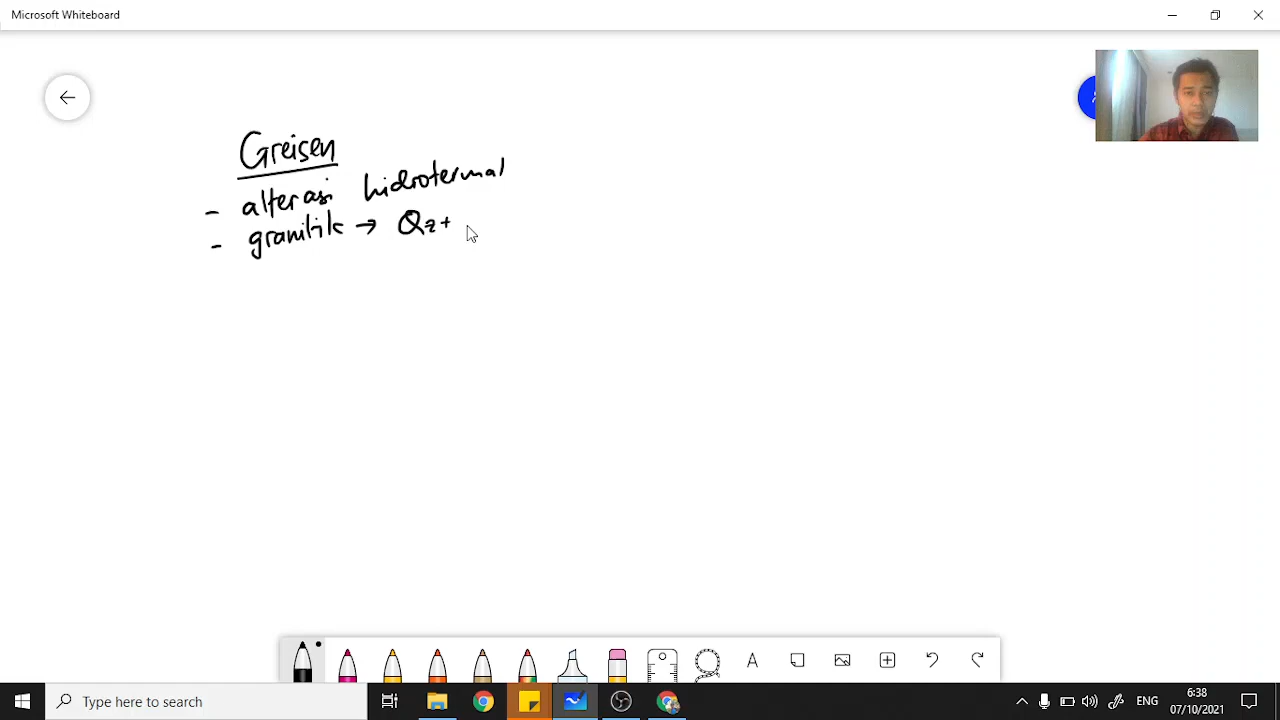 Microsoft Whiteboard
Greisen
- alterasi hidrotermal
- granitik → Qz +
A
Type here to search
ENG
6:38
07/10/2021